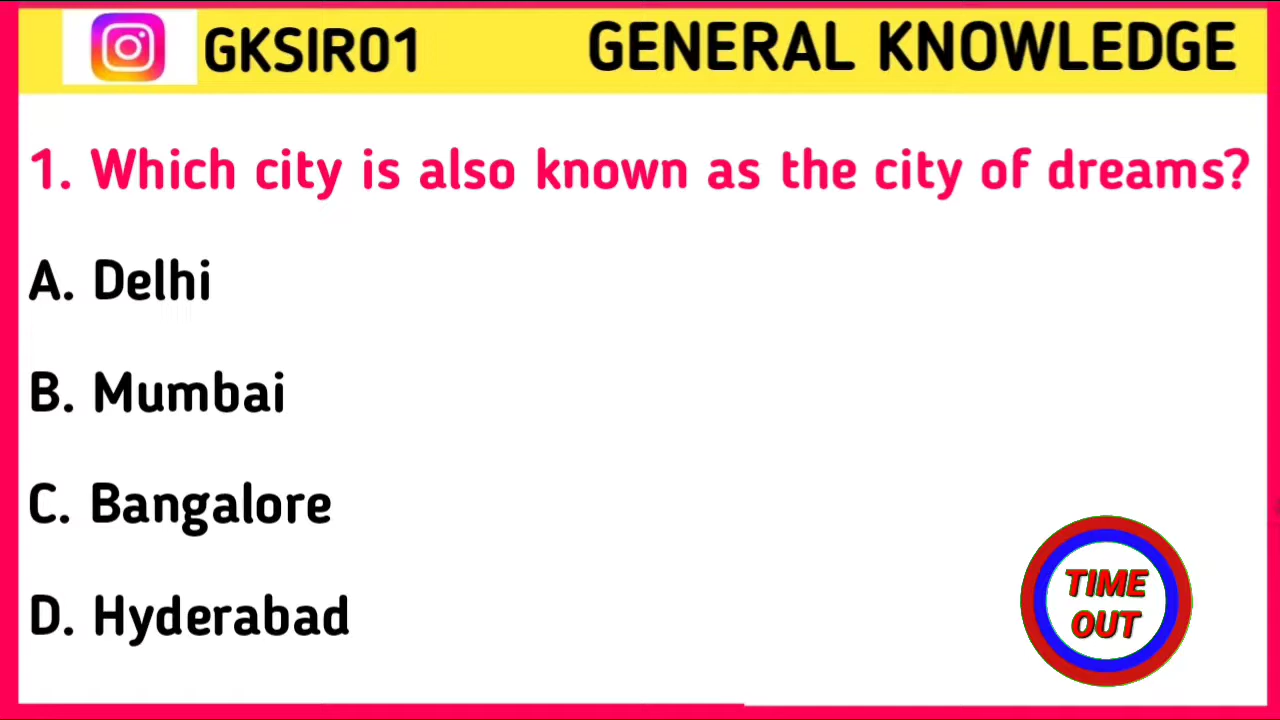 GKSIR01 GENERAL KNOWLEDGE
1. Which city is also known as the city of dreams?
A. Delhi
B. Mumbai
C. Bangalore
D. Hyderabad
TIME
OUT